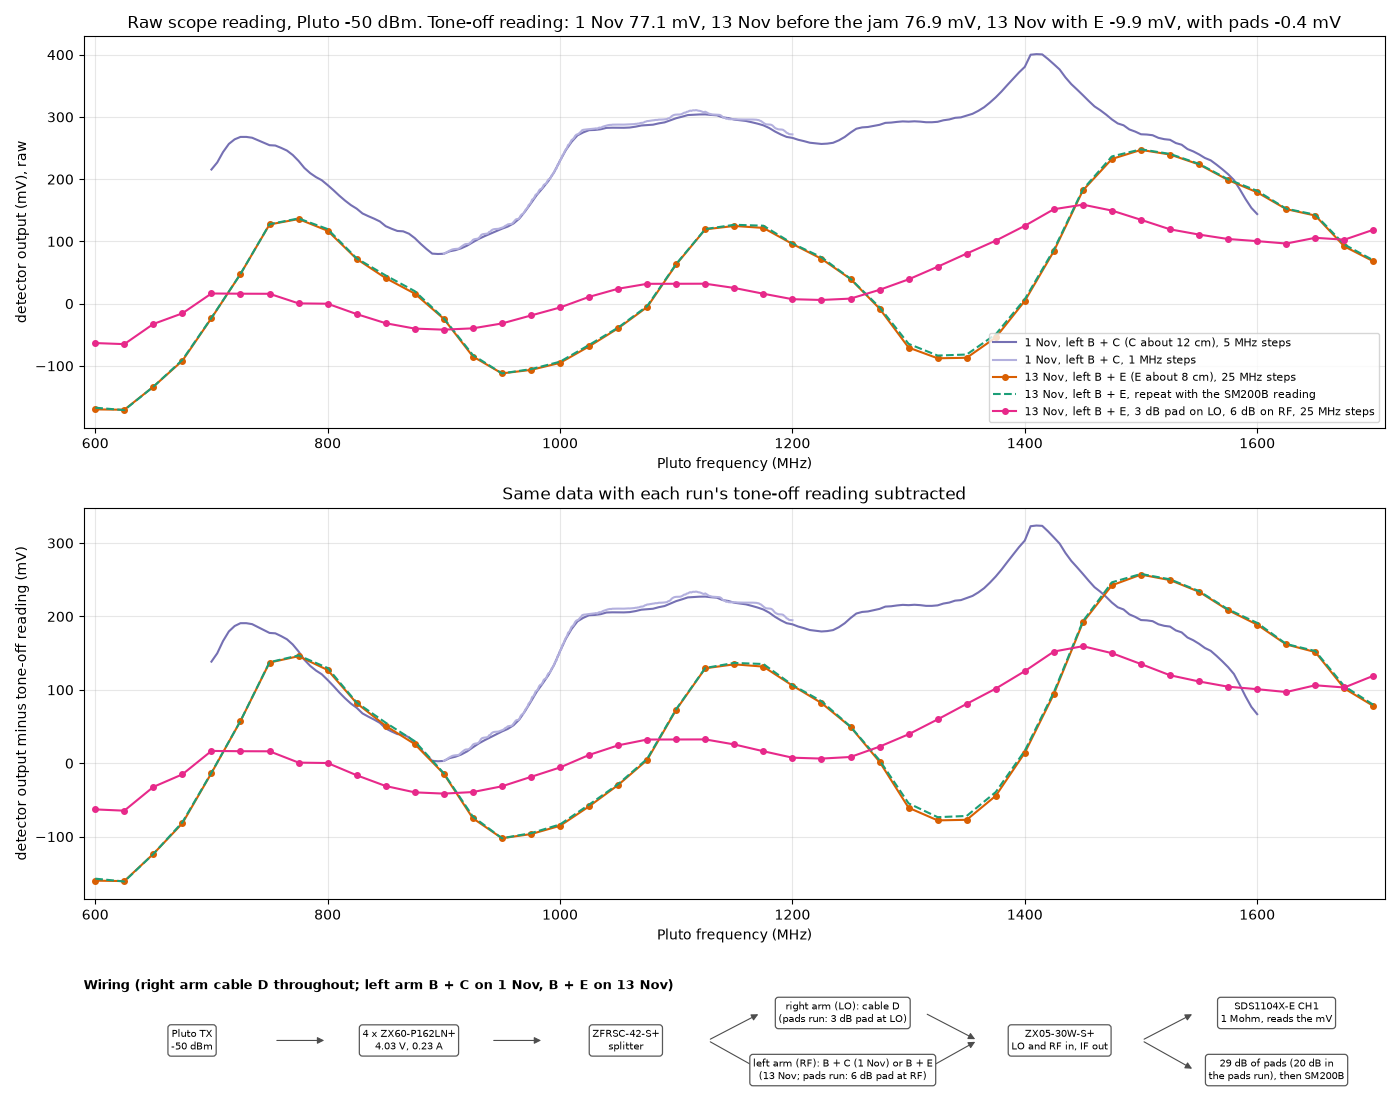 Raw scope reading, Pluto -50 dBm. Tone-off reading: 1 Nov 77.1 mV, 13 Nov before the jam 76.9 mV, 13 Nov with E -9.9 mV, with pads -0.4 mV
detector output (mV), raw
400
300
200
100
0
−100
600
800
1000
1200
1400
1600
Pluto frequency (MHz)
1 Nov, left B + C (C about 12 cm), 5 MHz steps
1 Nov, left B + C, 1 MHz steps
13 Nov, left B + E (E about 8 cm), 25 MHz steps
13 Nov, left B + E, repeat with the SM200B reading
13 Nov, left B + E, 3 dB pad on LO, 6 dB on RF, 25 MHz steps
Same data with each run's tone-off reading subtracted
detector output minus tone-off reading (mV)
300
200
100
0
−100
600
800
1000
1200
1400
1600
Pluto frequency (MHz)
Wiring (right arm cable D throughout; left arm B + C on 1 Nov, B + E on 13 Nov)
Pluto TX
-50 dBm
4 x ZX60-P162LN+
4.03 V, 0.23 A
ZFRSC-42-S+
splitter
right arm (LO): cable D
(pads run: 3 dB pad at LO)
left arm (RF): B + C (1 Nov) or B + E
(13 Nov; pads run: 6 dB pad at RF)
ZX05-30W-S+
LO and RF in, IF out
SDS1104X-E CH1
1 Mohm, reads the mV
29 dB of pads (20 dB in
the pads run), then SM200B